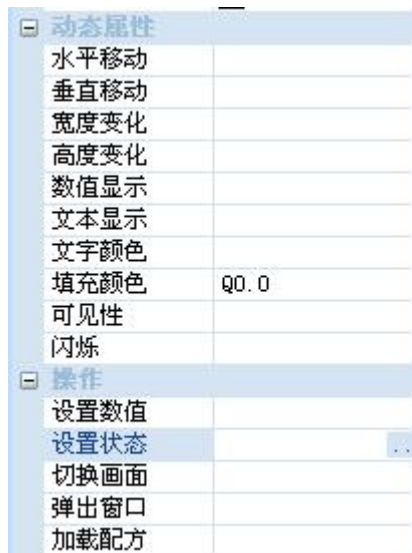 动态属性
水平移动
垂直移动
宽度变化
高度变化
数值显示
文本显示
文字颜色
填充颜色 Q0.0
可见性
闪烁
操作
设置数值
设置状态 ..
切换画面
弹出窗口
加载配方